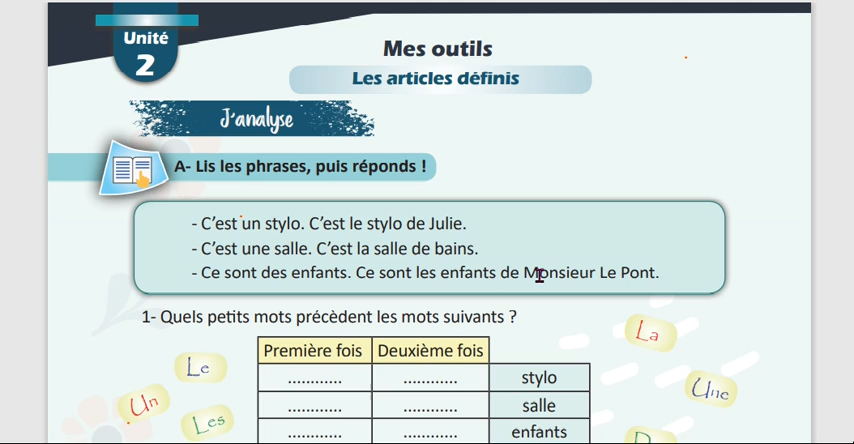 Unité
2
Mes outils
Les articles définis
J'analyse
A- Lis les phrases, puis réponds !
- C'est un stylo. C'est le stylo de Julie.
- C'est une salle. C'est la salle de bains.
- Ce sont des enfants. Ce sont les enfants de Monsieur Le Pont.
1- Quels petits mots précèdent les mots suivants ?
Première fois Deuxième fois
............ ............ stylo
............ ............ salle
............ ............ enfants
Le
Un
Les
La
Une